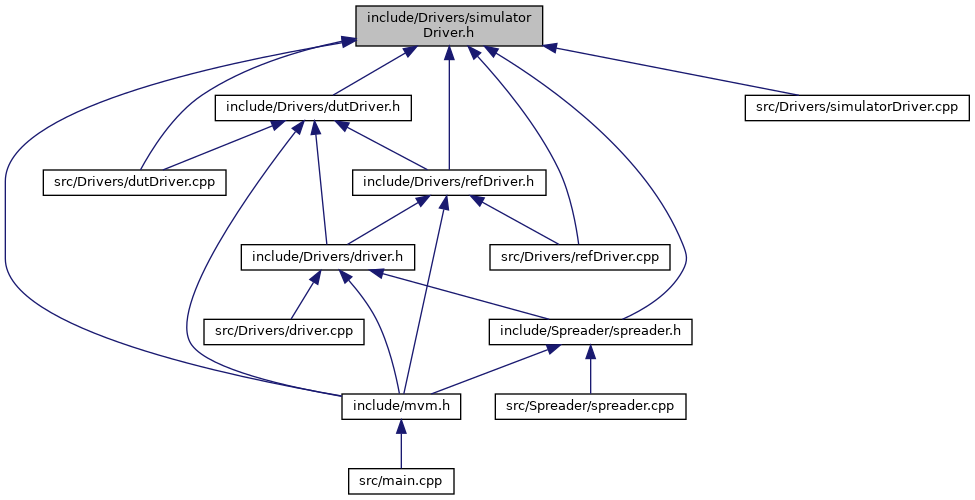 include/Drivers/simulator
Driver.h
include/Drivers/dutDriver.h
src/Drivers/simulatorDriver.cpp
src/Drivers/dutDriver.cpp
include/Drivers/refDriver.h
include/Drivers/driver.h
src/Drivers/refDriver.cpp
src/Drivers/driver.cpp
include/Spreader/spreader.h
include/mvm.h
src/Spreader/spreader.cpp
src/main.cpp